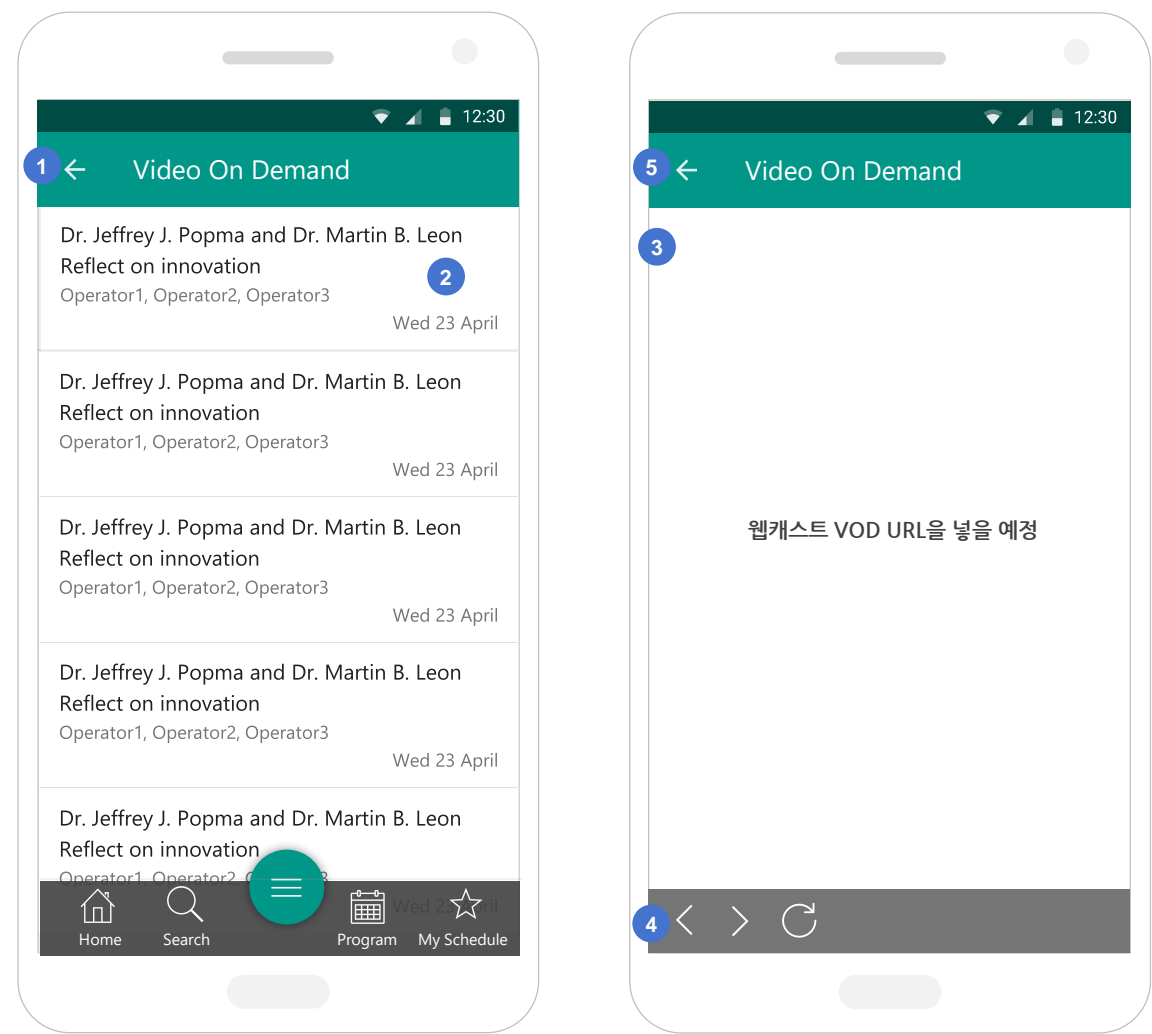 12:30
1
Video On Demand
Dr. Jeffrey J. Popma and Dr. Martin B. Leon
Reflect on innovation
2
Operator1, Operator2, Operator3
Wed 23 April
Dr. Jeffrey J. Popma and Dr. Martin B. Leon
Reflect on innovation
Operator1, Operator2, Operator3
Wed 23 April
Dr. Jeffrey J. Popma and Dr. Martin B. Leon
Reflect on innovation
Operator1, Operator2, Operator3
Wed 23 April
Dr. Jeffrey J. Popma and Dr. Martin B. Leon
Reflect on innovation
Operator1, Operator2, Operator3
Wed 23 April
Dr. Jeffrey J. Popma and Dr. Martin B. Leon
Reflect on innovation
Operator1, Operator2,
Home Search Program My Schedule
12:30
5
Video On Demand
3
웹캐스트 VOD URL을 넣을 예정
4